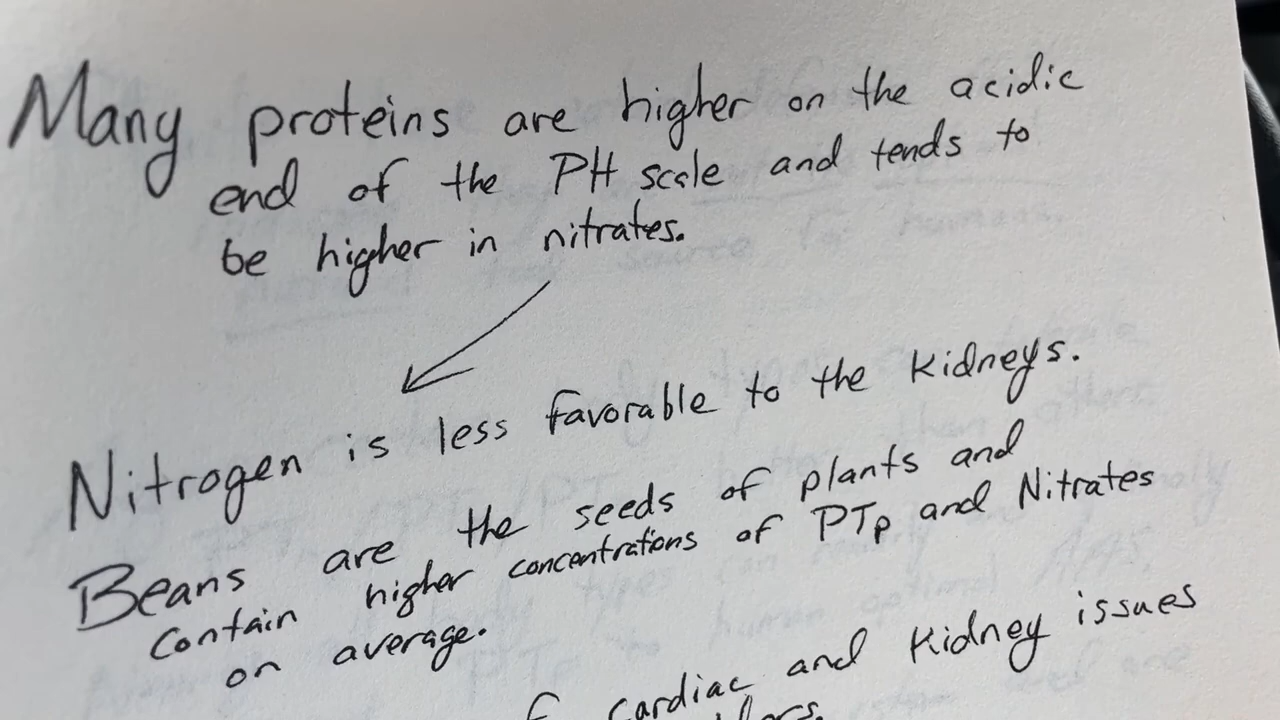 Many proteins are higher on the acidic
end of the PH scale and tends to
be higher in nitrates.
Nitrogen is less favorable to the kidneys.
Beans are the seeds of plants and
contain higher concentrations of PTp and Nitrates
on average.
cardiac and kidney issues